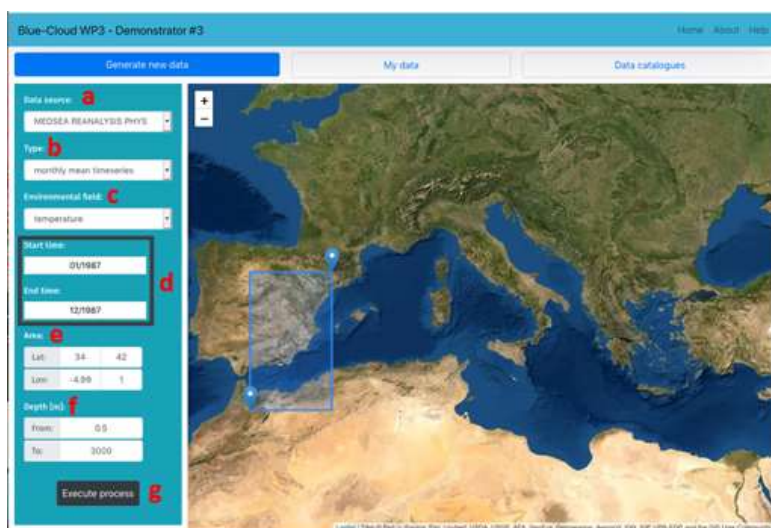 Blue-Cloud WP3 - Demonstrator #3
Home About Help
Generate new data
My data
Data catalogues
Data source: a
MEDSEA REANALYSIS PHYS
Type: b
monthly mean timeseries
Environmental field: c
temperature
Start time:
01/1987
d
End time:
12/1987
Area: e
Lat: 34 42
Lon: -4.99 1
Depth [m]: f
From: 0.5
To: 3000
Execute process g
+
−
Leaflet